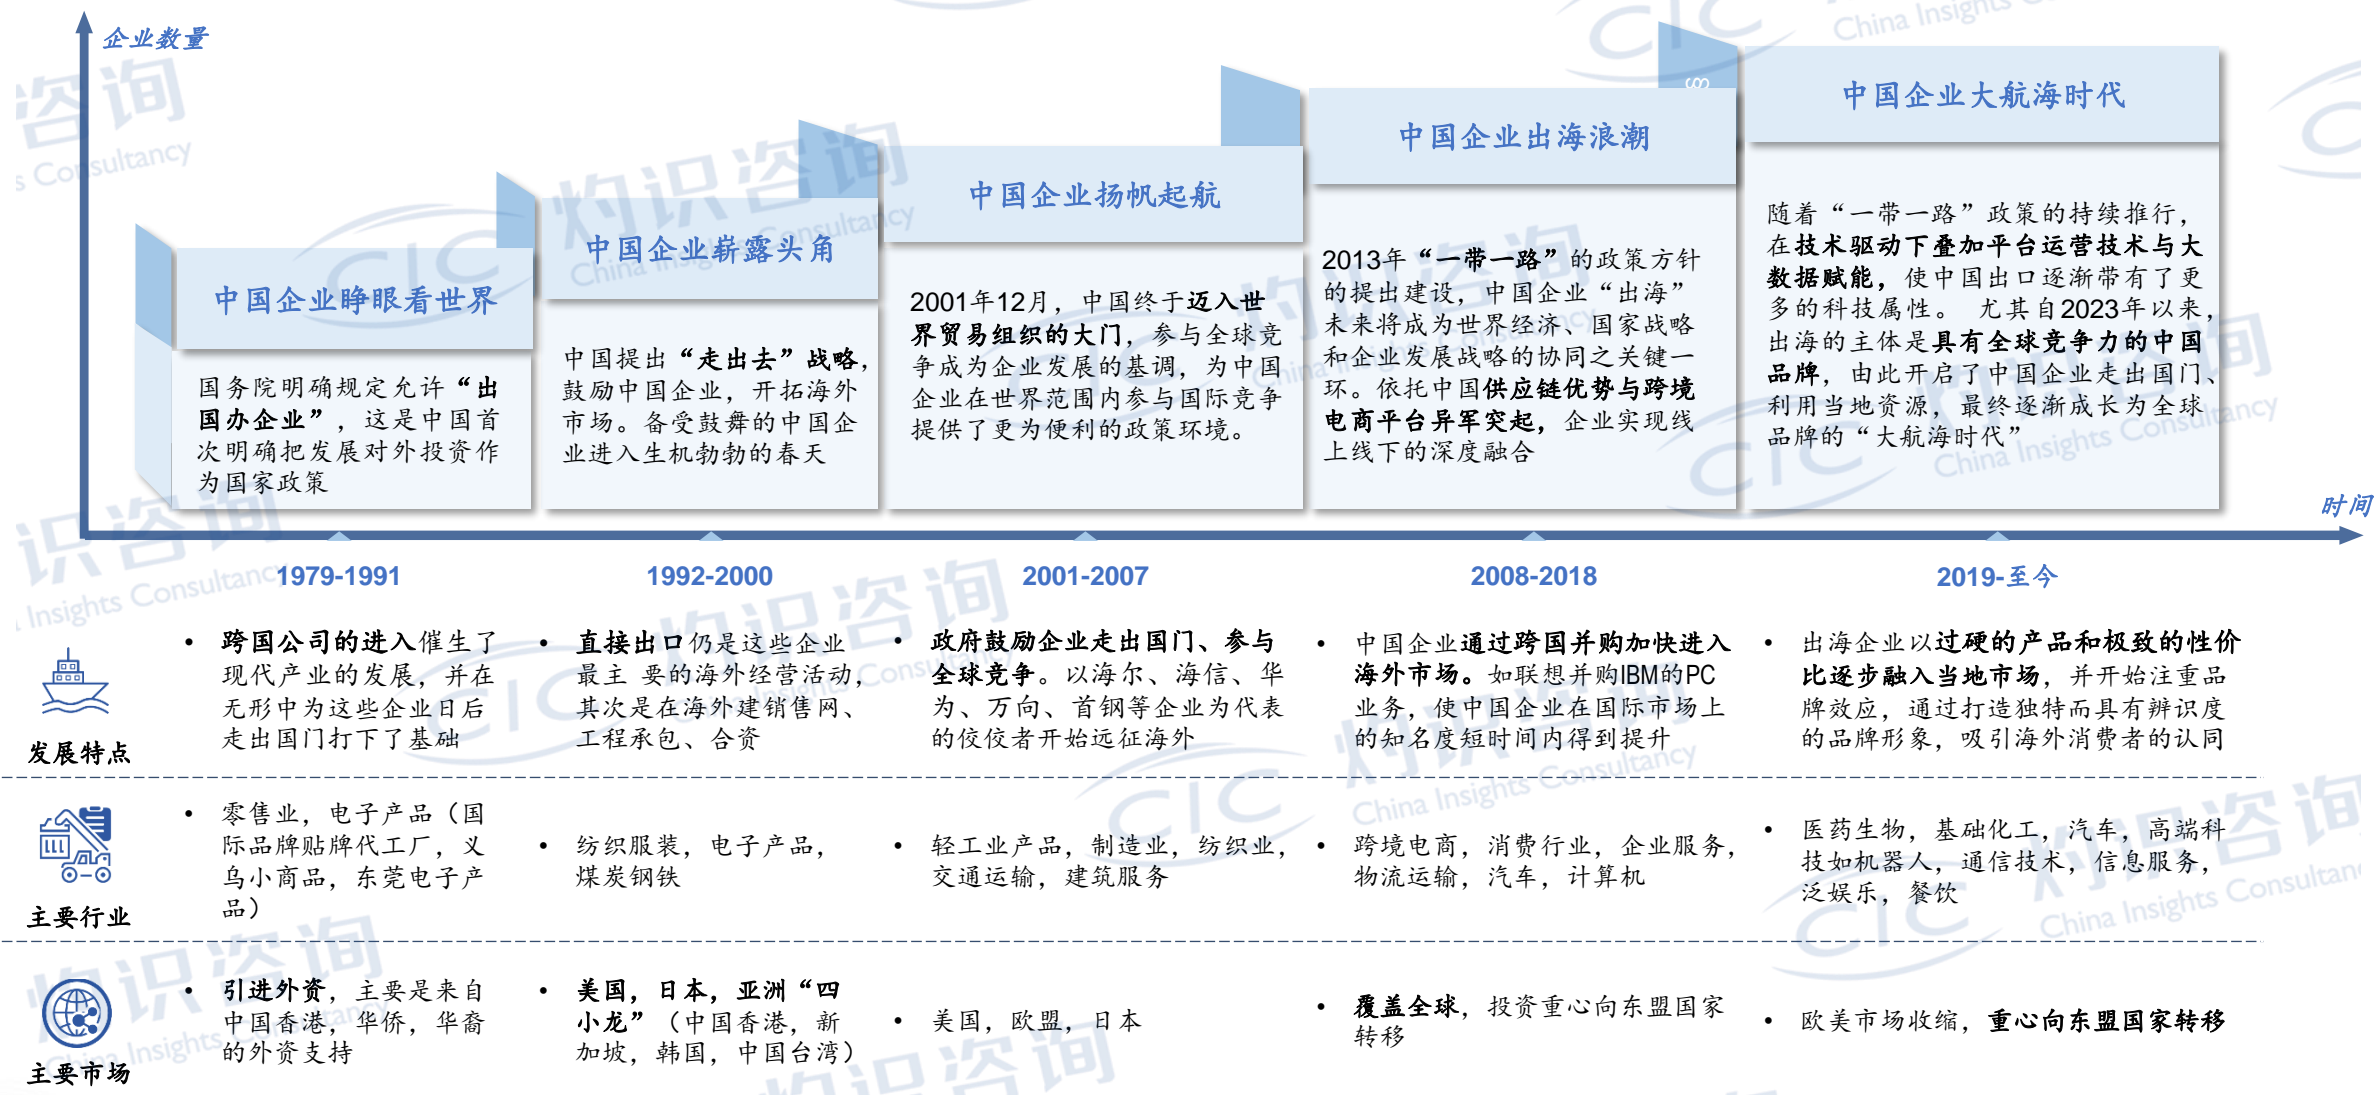 企业数量
中国企业睁眼看世界
国务院明确规定允许“出
国办企业”，这是中国首
次明确把发展对外投资作
为国家政策
中国企业崭露头角
中国提出“走出去”战略，
鼓励中国企业，开拓海外
市场。备受鼓舞的中国企
业进入生机勃勃的春天
中国企业扬帆起航
2001年12月，中国终于迈入世
界贸易组织的大门，参与全球竞
争成为企业发展的基调，为中国
企业在世界范围内参与国际竞争
提供了更为便利的政策环境。
中国企业出海浪潮
2013年“一带一路”的政策方针
的提出建设，中国企业“出海”
未来将成为世界经济、国家战略
和企业发展战略的协同之关键一
环。依托中国供应链优势与跨境
电商平台异军突起，企业实现线
上线下的深度融合
中国企业大航海时代
随着“一带一路”政策的持续推行，
在技术驱动下叠加平台运营技术与大
数据赋能，使中国出口逐渐带有了更
多的科技属性。 尤其自2023年以来，
出海的主体是具有全球竞争力的中国
品牌，由此开启了中国企业走出国门、
利用当地资源，最终逐渐成长为全球
品牌的“大航海时代”
时间
1979-1991
1992-2000
2001-2007
2008-2018
2019-至今
发展特点
• 跨国公司的进入催生了
现代产业的发展，并在
无形中为这些企业日后
走出国门打下了基础
• 直接出口仍是这些企业
最主 要的海外经营活动，
其次是在海外建销售网、
工程承包、合资
• 政府鼓励企业走出国门、参与
全球竞争。以海尔、海信、华
为、万向、首钢等企业为代表
的佼佼者开始远征海外
• 中国企业通过跨国并购加快进入
海外市场。如联想并购IBM的PC
业务，使中国企业在国际市场上
的知名度短时间内得到提升
• 出海企业以过硬的产品和极致的性价
比逐步融入当地市场，并开始注重品
牌效应，通过打造独特而具有辨识度
的品牌形象，吸引海外消费者的认同
主要行业
• 零售业，电子产品（国
际品牌贴牌代工厂，义
乌小商品，东莞电子产
品）
• 纺织服装，电子产品，
煤炭钢铁
• 轻工业产品，制造业，纺织业，
交通运输，建筑服务
• 跨境电商，消费行业，企业服务，
物流运输，汽车，计算机
• 医药生物，基础化工，汽车，高端科
技如机器人，通信技术，信息服务，
泛娱乐，餐饮
主要市场
• 引进外资，主要是来自
中国香港，华侨，华裔
的外资支持
• 美国，日本，亚洲“四
小龙”（中国香港，新
加坡，韩国，中国台湾）
• 美国，欧盟，日本
• 覆盖全球，投资重心向东盟国家
转移
• 欧美市场收缩，重心向东盟国家转移
CIC 灼识咨询
China Insights Consultancy